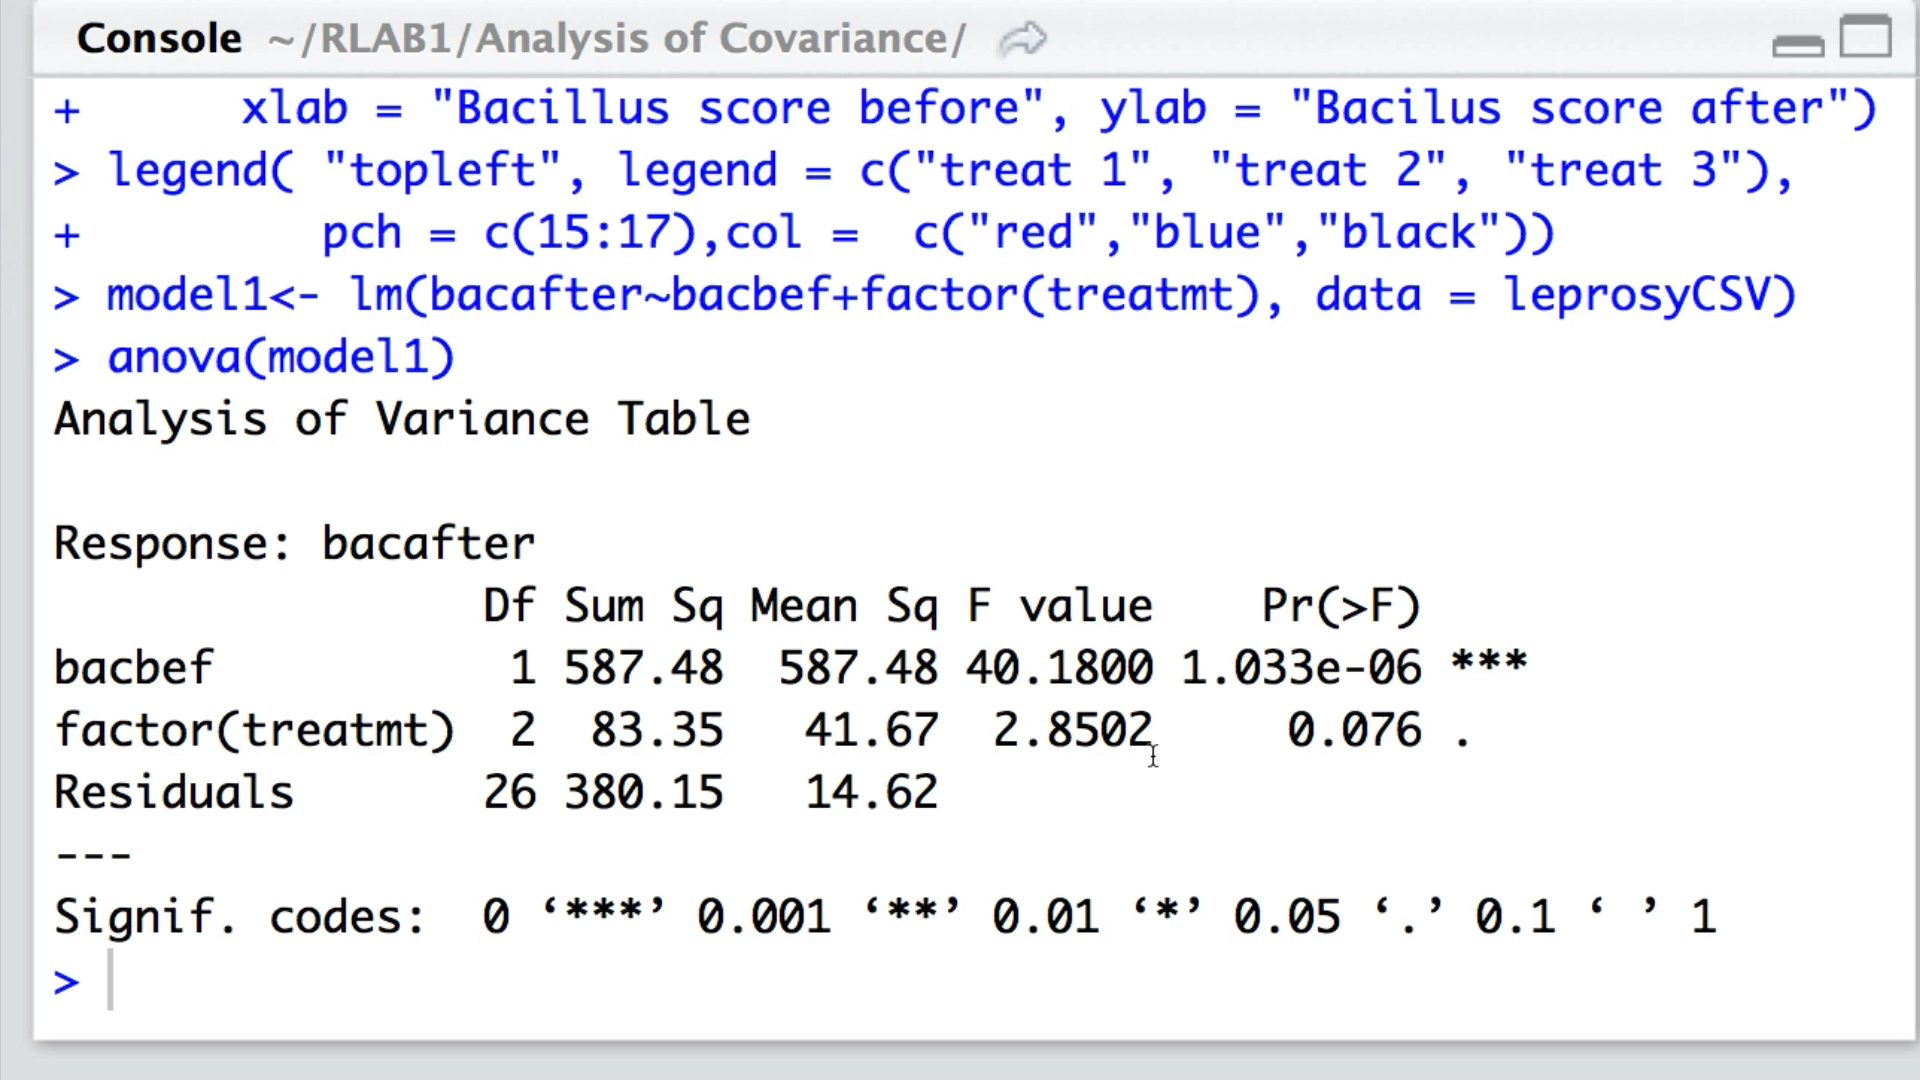 Console ~/RLAB1/Analysis of Covariance/
+      xlab = "Bacillus score before", ylab = "Bacilus score after")
> legend( "topleft", legend = c("treat 1", "treat 2", "treat 3"),
+         pch = c(15:17),col =  c("red","blue","black"))
> model1<- lm(bacafter~bacbef+factor(treatmt), data = leprosyCSV)
> anova(model1)
Analysis of Variance Table
Response: bacafter
                Df Sum Sq Mean Sq F value    Pr(>F)
bacbef           1 587.48  587.48 40.1800 1.033e-06 ***
factor(treatmt)  2  83.35   41.67  2.8502     0.076 .
Residuals       26 380.15   14.62
---
Signif. codes:  0 ‘***’ 0.001 ‘**’ 0.01 ‘*’ 0.05 ‘.’ 0.1 ‘ ’ 1
>